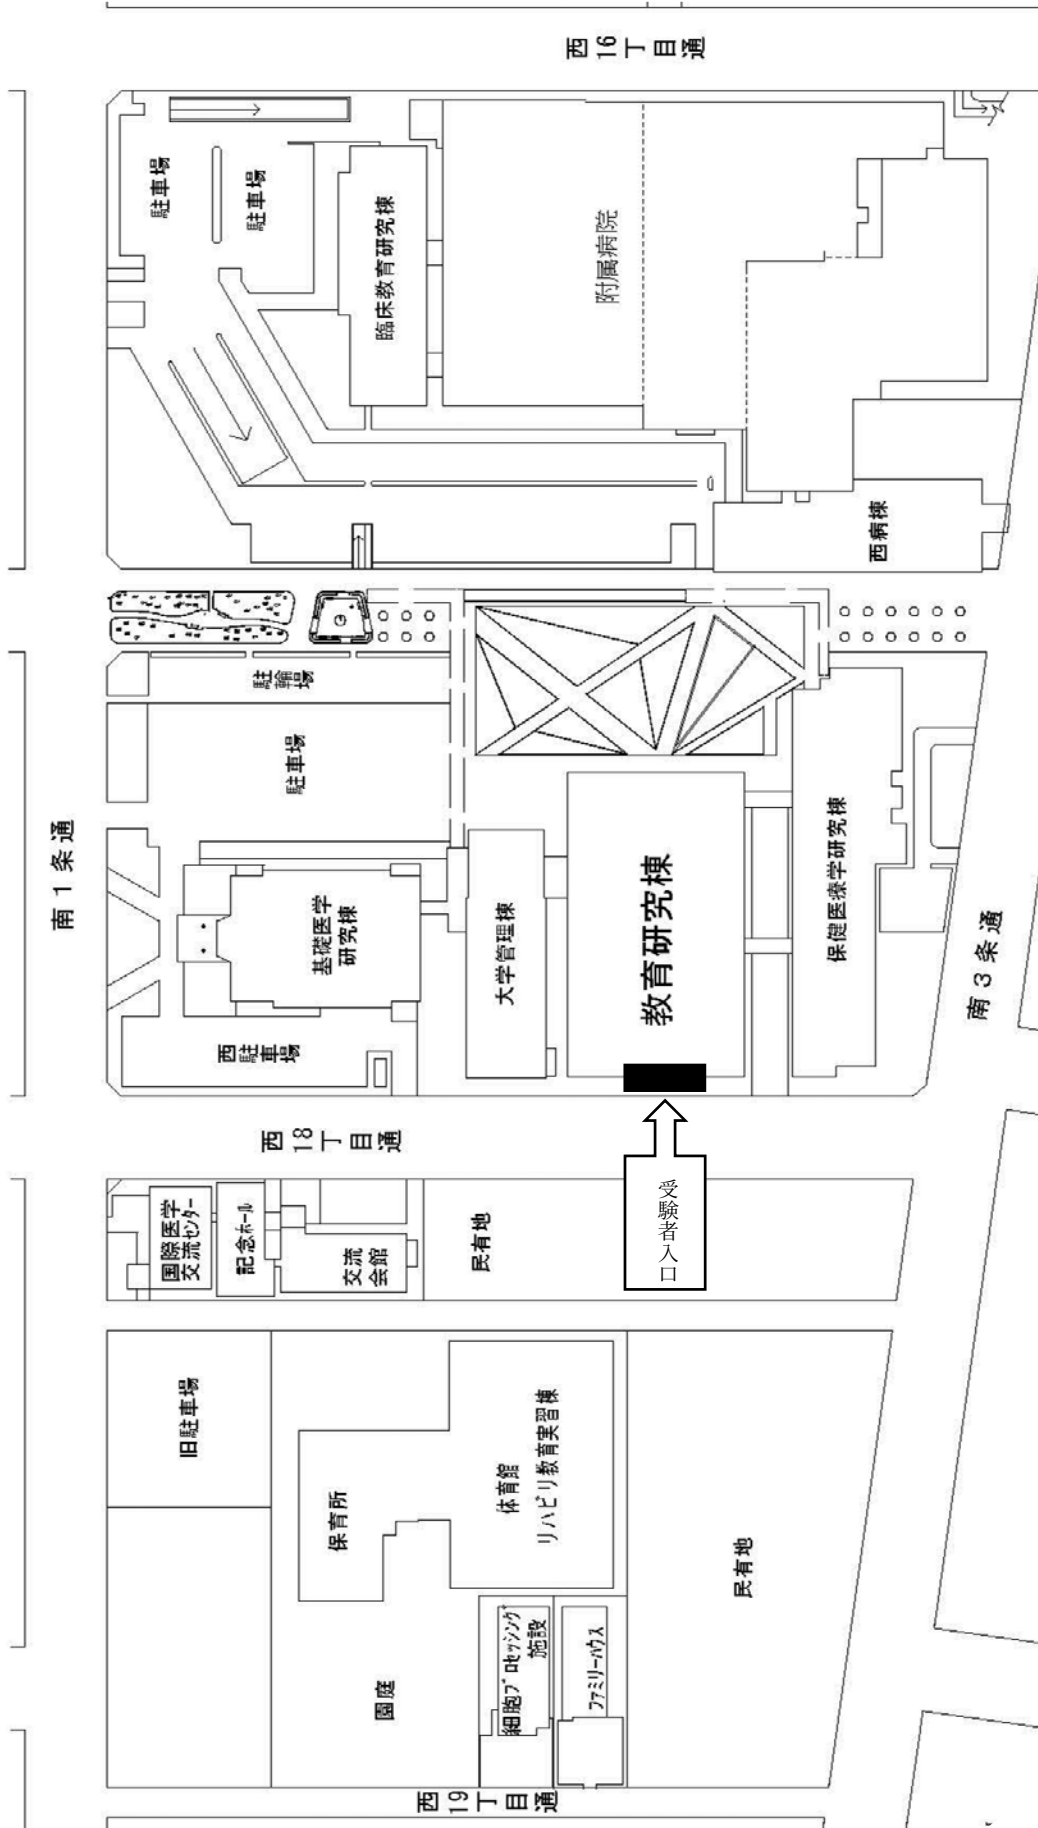 西16丁目通
駐車場
駐車場
臨床教育研究棟
附属病院
西病棟
駐輪場
駐車場
南1条通
基礎医学
研究棟
大学管理棟
教育研究棟
保健医療学研究棟
南3条通
西
駐車場
西18丁目通
受験者入口
国際医学
交流センター
記念ホール
交流
会館
民有地
旧駐車場
保育所
体育館
リハビリ教育実習棟
民有地
園庭
細胞プロセッシング
施設
ファミリーハウス
西19丁目通